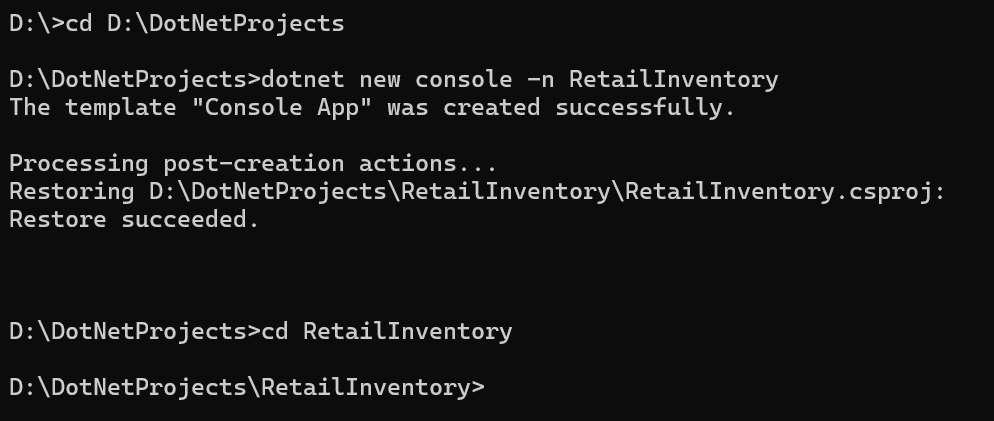 D:\>cd D:\DotNetProjects
D:\DotNetProjects>dotnet new console -n RetailInventory
The template "Console App" was created successfully.
Processing post-creation actions...
Restoring D:\DotNetProjects\RetailInventory\RetailInventory.csproj:
Restore succeeded.
D:\DotNetProjects>cd RetailInventory
D:\DotNetProjects\RetailInventory>